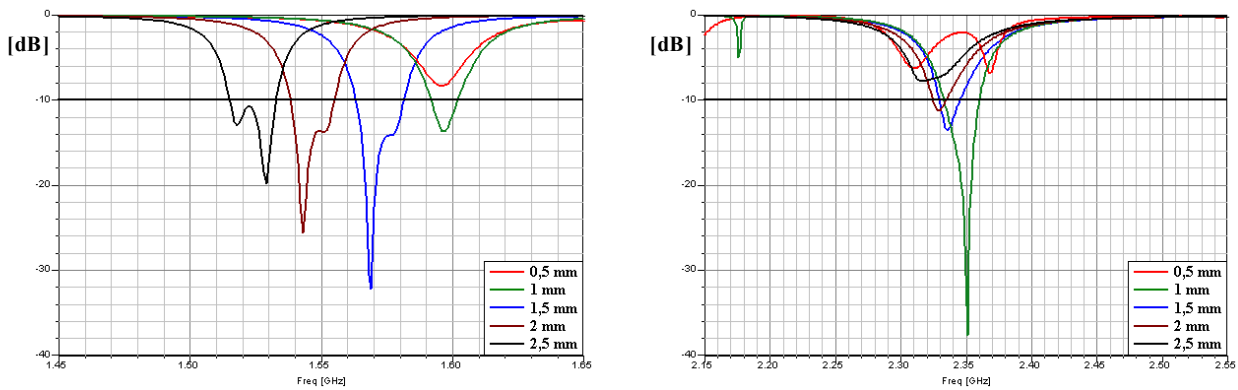 0
[dB]
-10
-20
-30
-40
0,5 mm
1 mm
1,5 mm
2 mm
2,5 mm
1.45
1.50
1.55
1.60
1.65
Freq [GHz]
0
[dB]
-10
-20
-30
-40
0,5 mm
1 mm
1,5 mm
2 mm
2,5 mm
2.15
2.20
2.25
2.30
2.35
2.40
2.45
2.50
2.55
Freq [GHz]